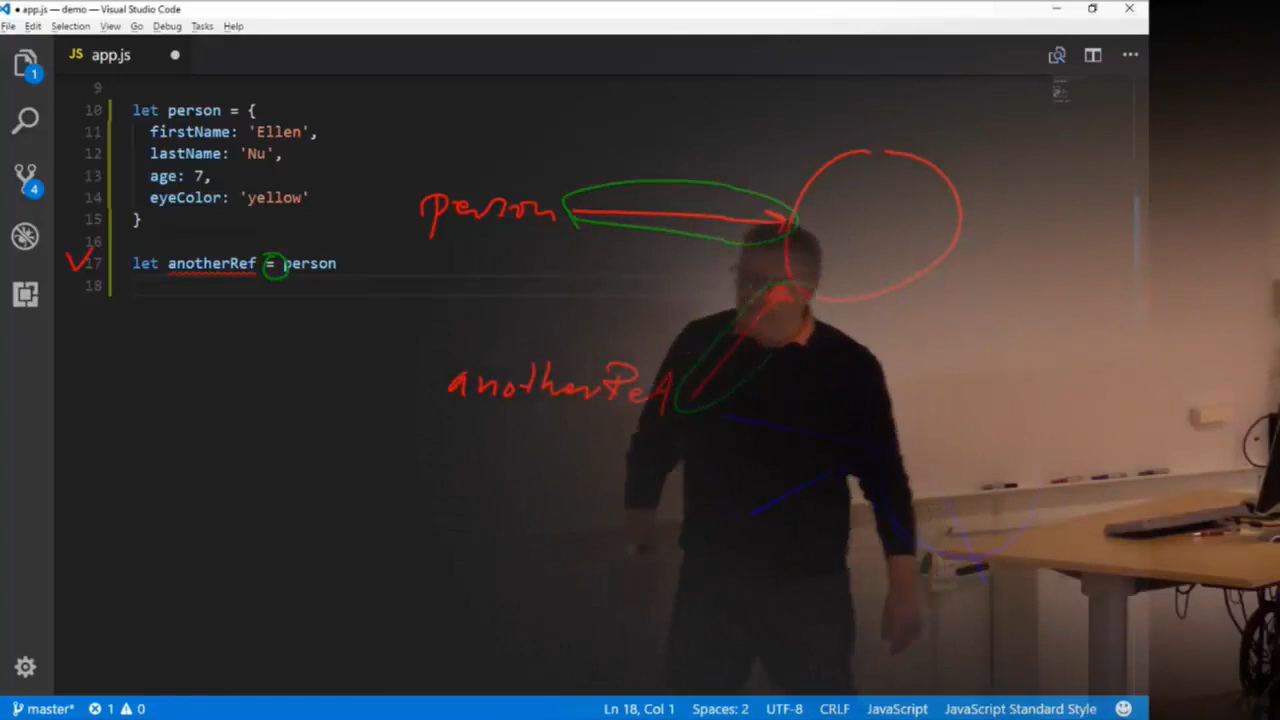 ● app.js — demo — Visual Studio Code
File Edit Selection View Go Debug Tasks Help
JS app.js ●
1
4
9
10 let person = {
11 firstName: 'Ellen',
12 lastName: 'Nu',
13 age: 7,
14 eyeColor: 'yellow'
15 }
16
17 let anotherRef = person
18
person
anotherRef
master* 1 0 Ln 18, Col 1 Spaces: 2 UTF-8 CRLF JavaScript JavaScript Standard Style